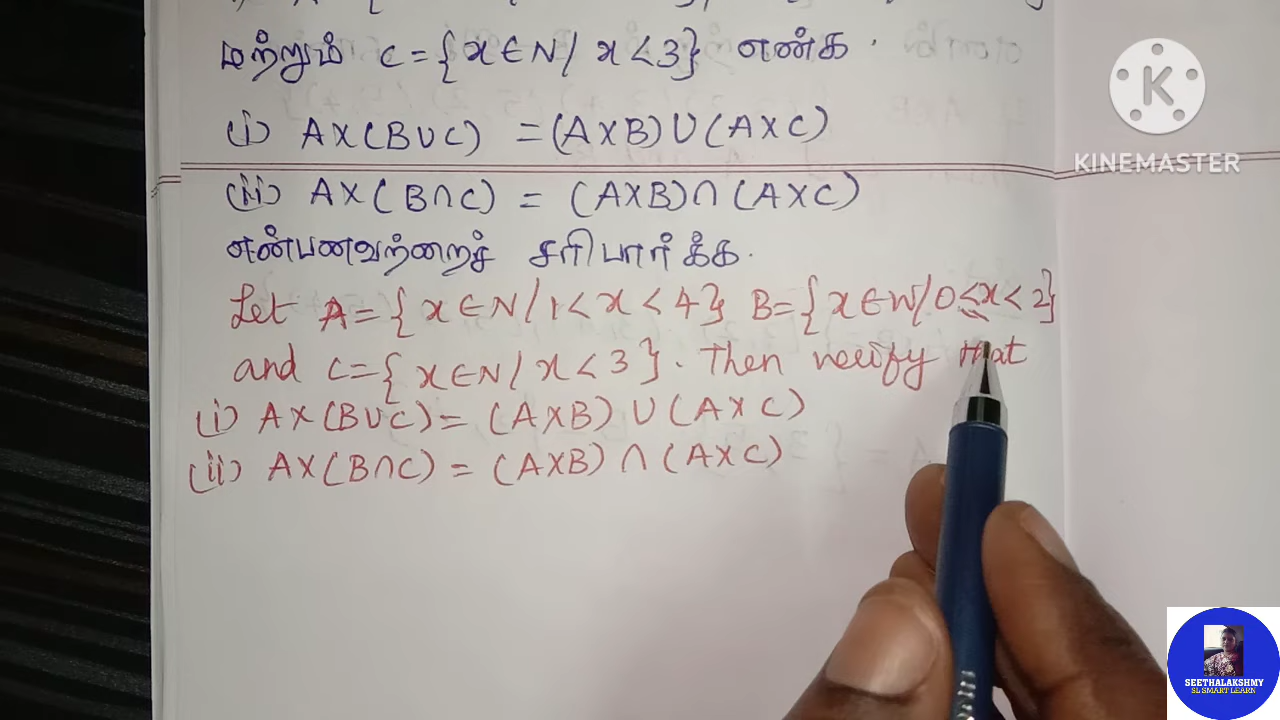 மற்றும் C = {x ∈ N / x < 3} என்க.
(i) A X (B ∪ C) = (A X B) ∪ (A X C)
(ii) A X (B ∩ C) = (A X B) ∩ (A X C)
என்பனவற்றைச் சரிபார்க்க.
Let A = {x ∈ N / 1 < x < 4} B = {x ∈ W / 0 ≤ x < 2}
and C = {x ∈ N / x < 3}. Then verify that
(i) A X (B ∪ C) = (A X B) ∪ (A X C)
(ii) A X (B ∩ C) = (A X B) ∩ (A X C)
K
KINEMASTER
SEETHALAKSHMY
SL SMART LEARN